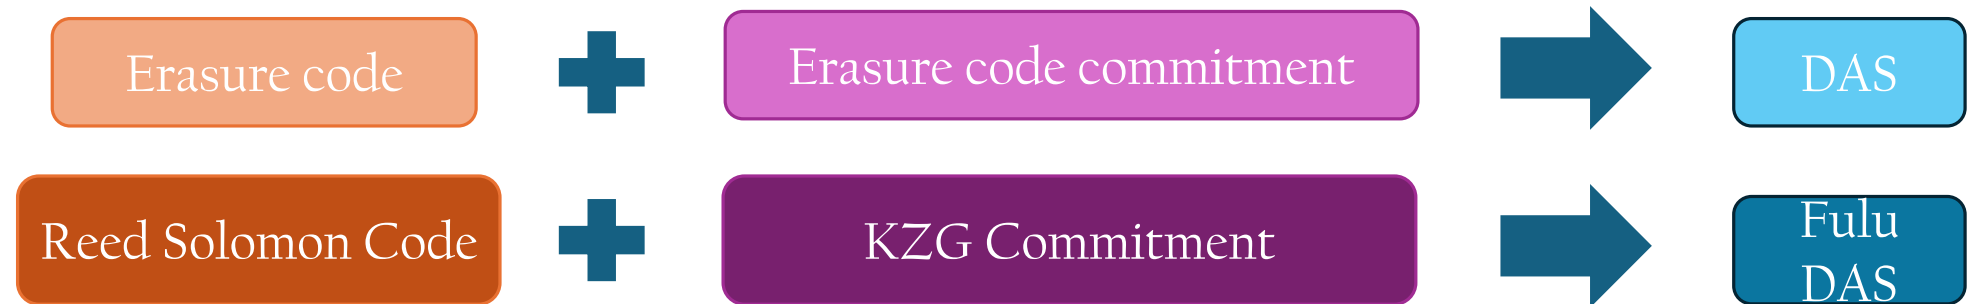 Erasure code
Erasure code commitment
DAS
Reed Solomon Code
KZG Commitment
Fulu
DAS